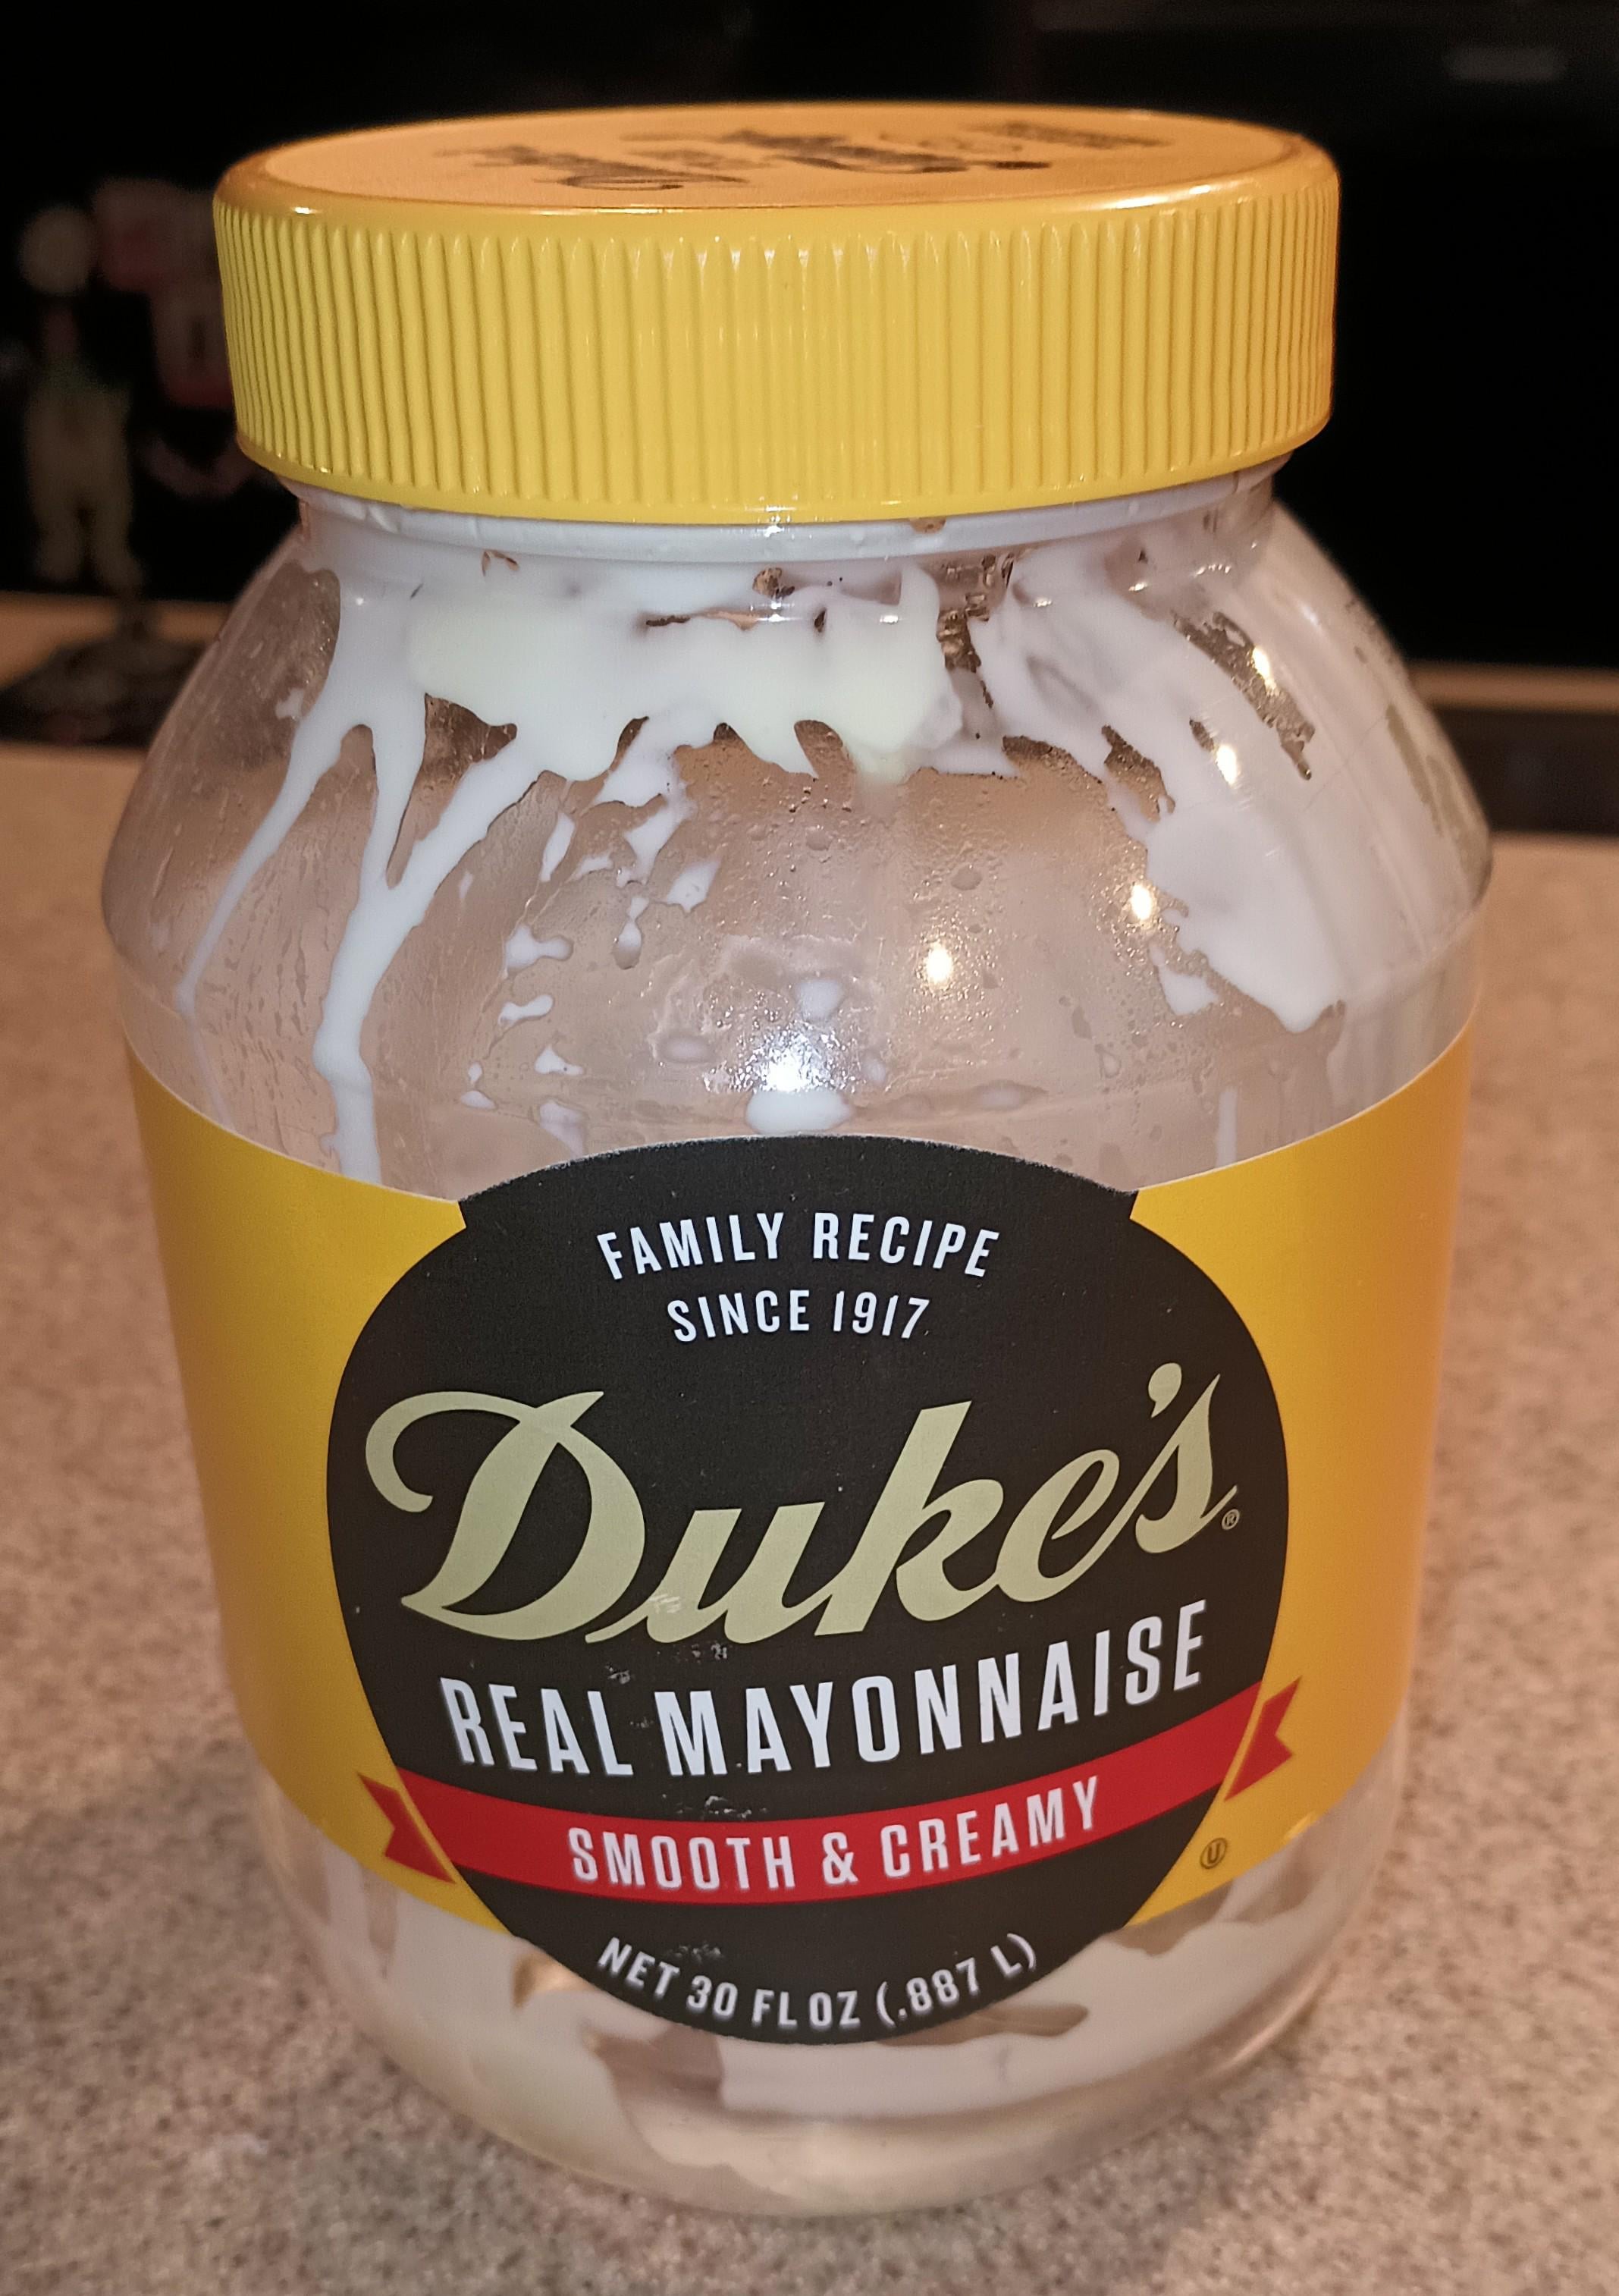 FAMILY RECIPE
SINCE 1917
Duke's®
REAL MAYONNAISE
SMOOTH & CREAMY
U
NET 30 FL OZ (.887 L)